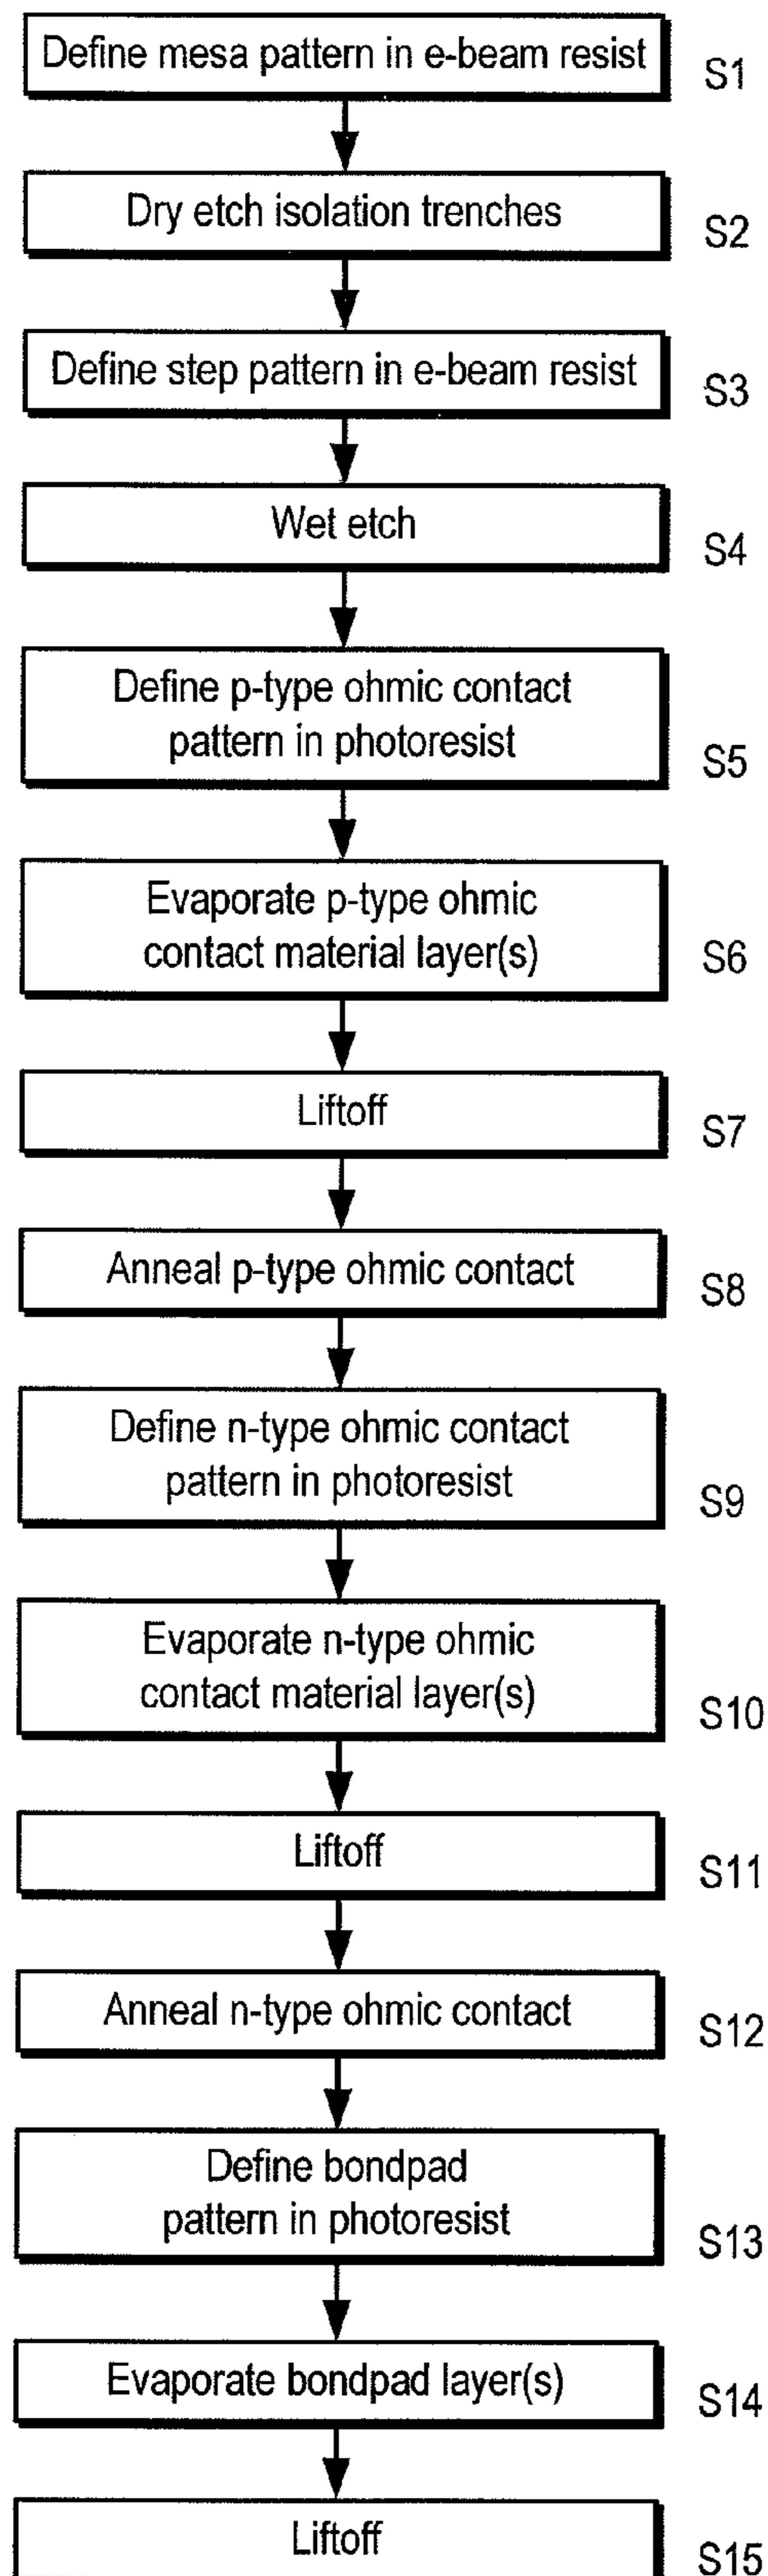 Define mesa pattern in e-beam resist
S1
Dry etch isolation trenches
S2
Define step pattern in e-beam resist
S3
Wet etch
S4
Define p-type ohmic contact
pattern in photoresist
S5
Evaporate p-type ohmic
contact material layer(s)
S6
Liftoff
S7
Anneal p-type ohmic contact
S8
Define n-type ohmic contact
pattern in photoresist
S9
Evaporate n-type ohmic
contact material layer(s)
S10
Liftoff
S11
Anneal n-type ohmic contact
S12
Define bondpad
pattern in photoresist
S13
Evaporate bondpad layer(s)
S14
Liftoff
S15